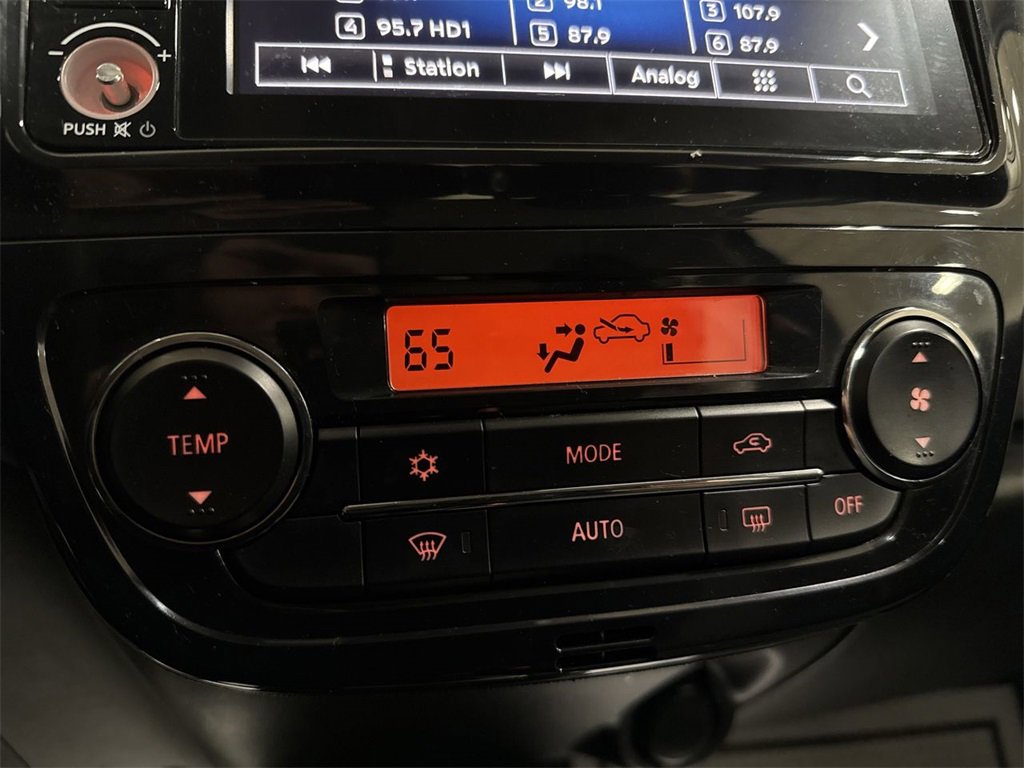 2 98.1
3 107.9
4 95.7 HD1
5 87.9
6 87.9
Station
Analog
− +
PUSH
65
TEMP
MODE
AUTO
OFF